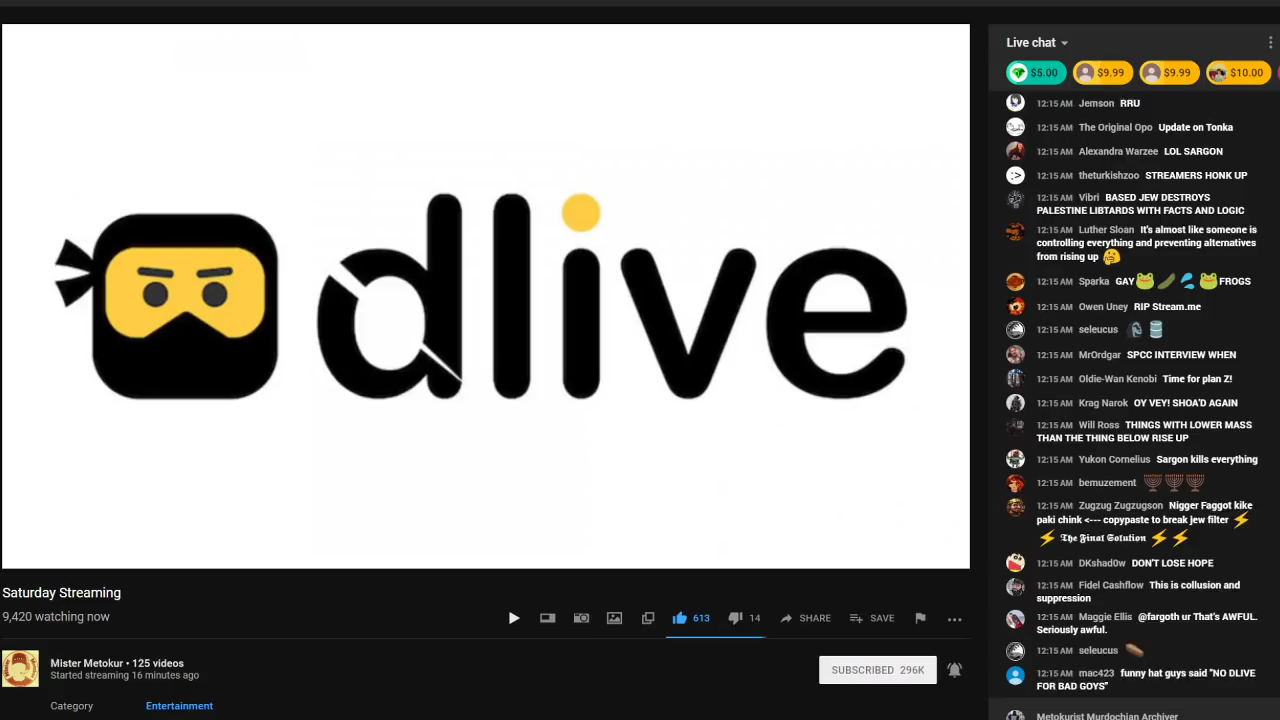 dlive
Saturday Streaming
9,420 watching now
613
14
SHARE
SAVE
Mister Metokur • 125 videos
Started streaming 16 minutes ago
SUBSCRIBED 296K
Category
Entertainment
Live chat
$5.00
$9.99
$9.99
$10.00
12:15 AM Jemson RRU
12:15 AM The Original Opo Update on Tonka
12:15 AM Alexandra Warzee LOL SARGON
12:15 AM theturkishzoo STREAMERS HONK UP
12:15 AM Vibri BASED JEW DESTROYS
PALESTINE LIBTARDS WITH FACTS AND LOGIC
12:15 AM Luther Sloan It's almost like someone is
controlling everything and preventing alternatives
from rising up 🤔
12:15 AM Sparka GAY🐸🥒💦🐸FROGS
12:15 AM Owen Uney RIP Stream.me
12:15 AM seleucus 🗿🛢️
12:15 AM MrOrdgar SPCC INTERVIEW WHEN
12:15 AM Oldie-Wan Kenobi Time for plan Z!
12:15 AM Krag Narok OY VEY! SHOA'D AGAIN
12:15 AM Will Ross THINGS WITH LOWER MASS
THAN THE THING BELOW RISE UP
12:15 AM Yukon Cornelius Sargon kills everything
12:15 AM bemuzement 🕎🕎🕎
12:15 AM Zugzug Zugzugson Nigger Faggot kike
paki chink <--- copypaste to break Jew filter ⚡
⚡ 𝕿𝖍𝖊 𝕱𝖎𝖓𝖆𝖑 𝕾𝖔𝖑𝖚𝖙𝖎𝖔𝖓 ⚡ ⚡
12:15 AM DKshad0w DON'T LOSE HOPE
12:15 AM Fidel Cashflow This is collusion and
suppression
12:15 AM Maggie Ellis @fargoth ur That's AWFUL.
Seriously awful.
12:15 AM seleucus ⚰️
12:15 AM mac423 funny hat guys said "NO DLIVE
FOR BAD GUYS"
Metokurist Murdochian Archiver